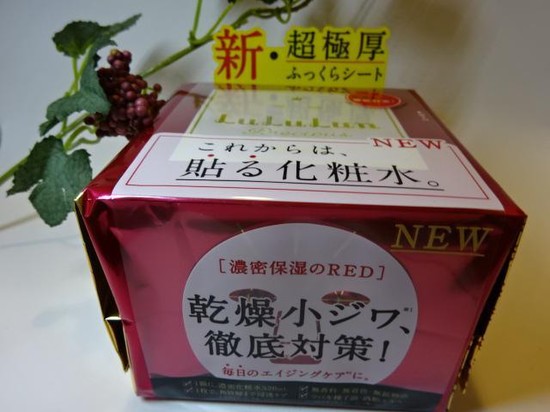 新・超極厚
ふっくらシート
LuLuLun
Precious
NEW
これからは、
貼る化粧水。
NEW
[濃密保湿のRED]
乾燥小ジワ、
徹底対策!
毎日のエイジングケアに。